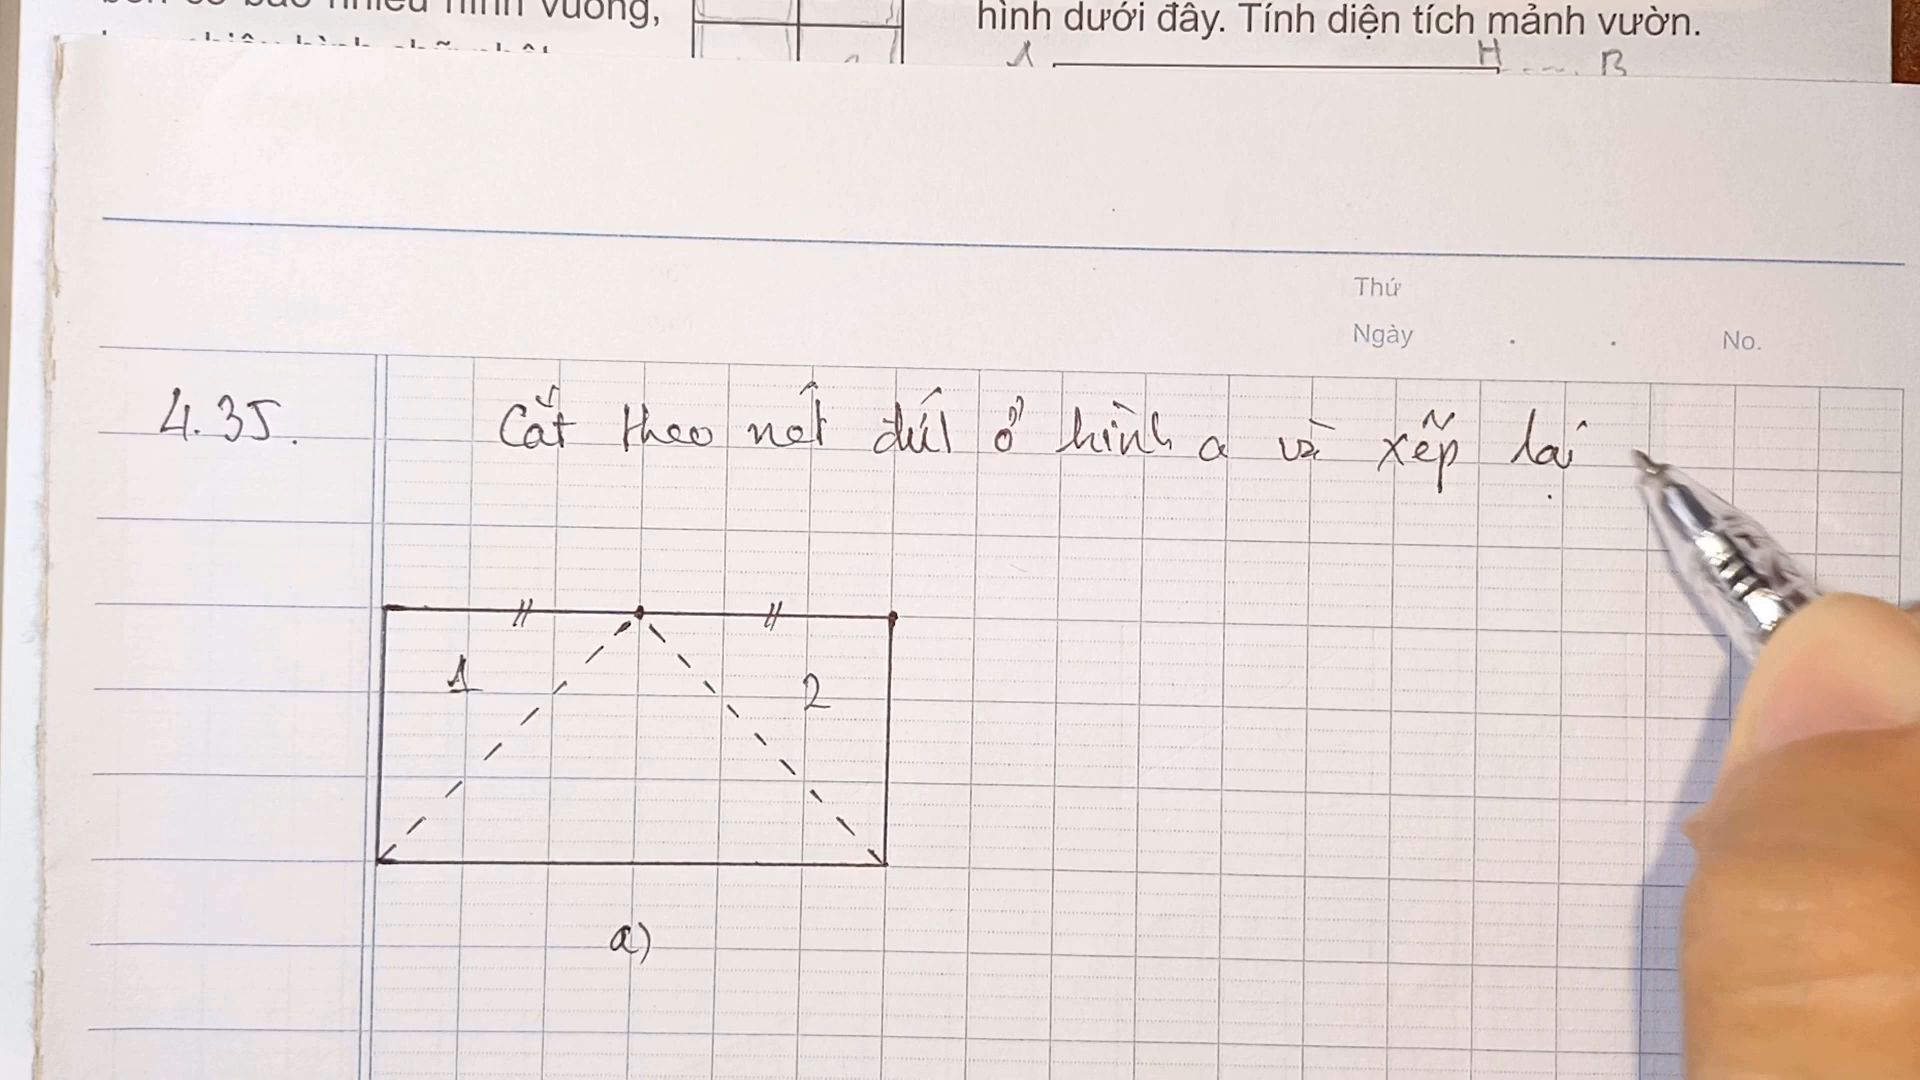 vuông,
hình dưới đây. Tính diện tích mảnh vườn.
A H B
Thứ
Ngày . . No.
4.35. Cắt theo nét đứt ở hình a và xếp lại
1 2
a)